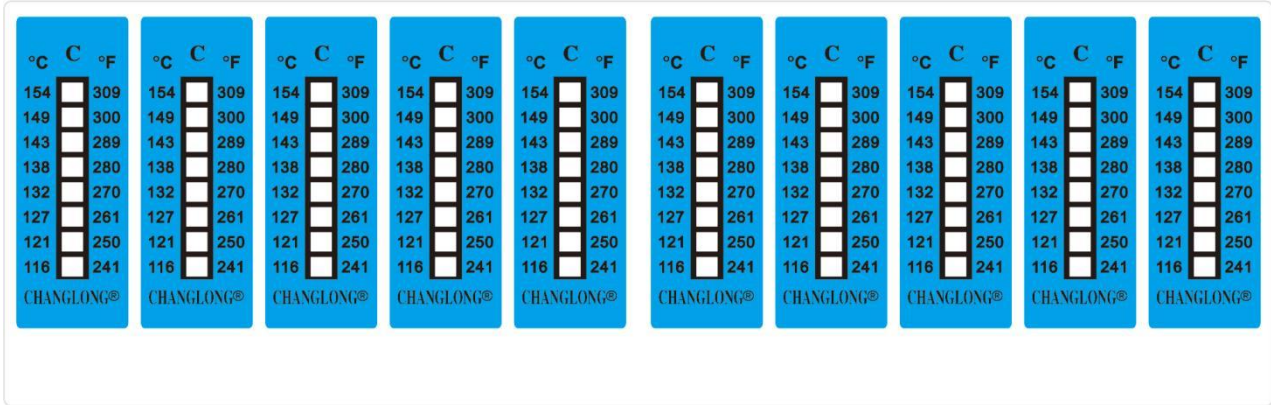 °C C °F °C C °F °C C °F °C C °F °C C °F °C C °F °C C °F °C C °F °C C °F °C C °F
154 309 154 309 154 309 154 309 154 309 154 309 154 309 154 309 154 309 154 309
149 300 149 300 149 300 149 300 149 300 149 300 149 300 149 300 149 300 149 300
143 289 143 289 143 289 143 289 143 289 143 289 143 289 143 289 143 289 143 289
138 280 138 280 138 280 138 280 138 280 138 280 138 280 138 280 138 280 138 280
132 270 132 270 132 270 132 270 132 270 132 270 132 270 132 270 132 270 132 270
127 261 127 261 127 261 127 261 127 261 127 261 127 261 127 261 127 261 127 261
121 250 121 250 121 250 121 250 121 250 121 250 121 250 121 250 121 250 121 250
116 241 116 241 116 241 116 241 116 241 116 241 116 241 116 241 116 241 116 241
CHANGLONG® CHANGLONG® CHANGLONG® CHANGLONG® CHANGLONG® CHANGLONG® CHANGLONG® CHANGLONG® CHANGLONG® CHANGLONG®